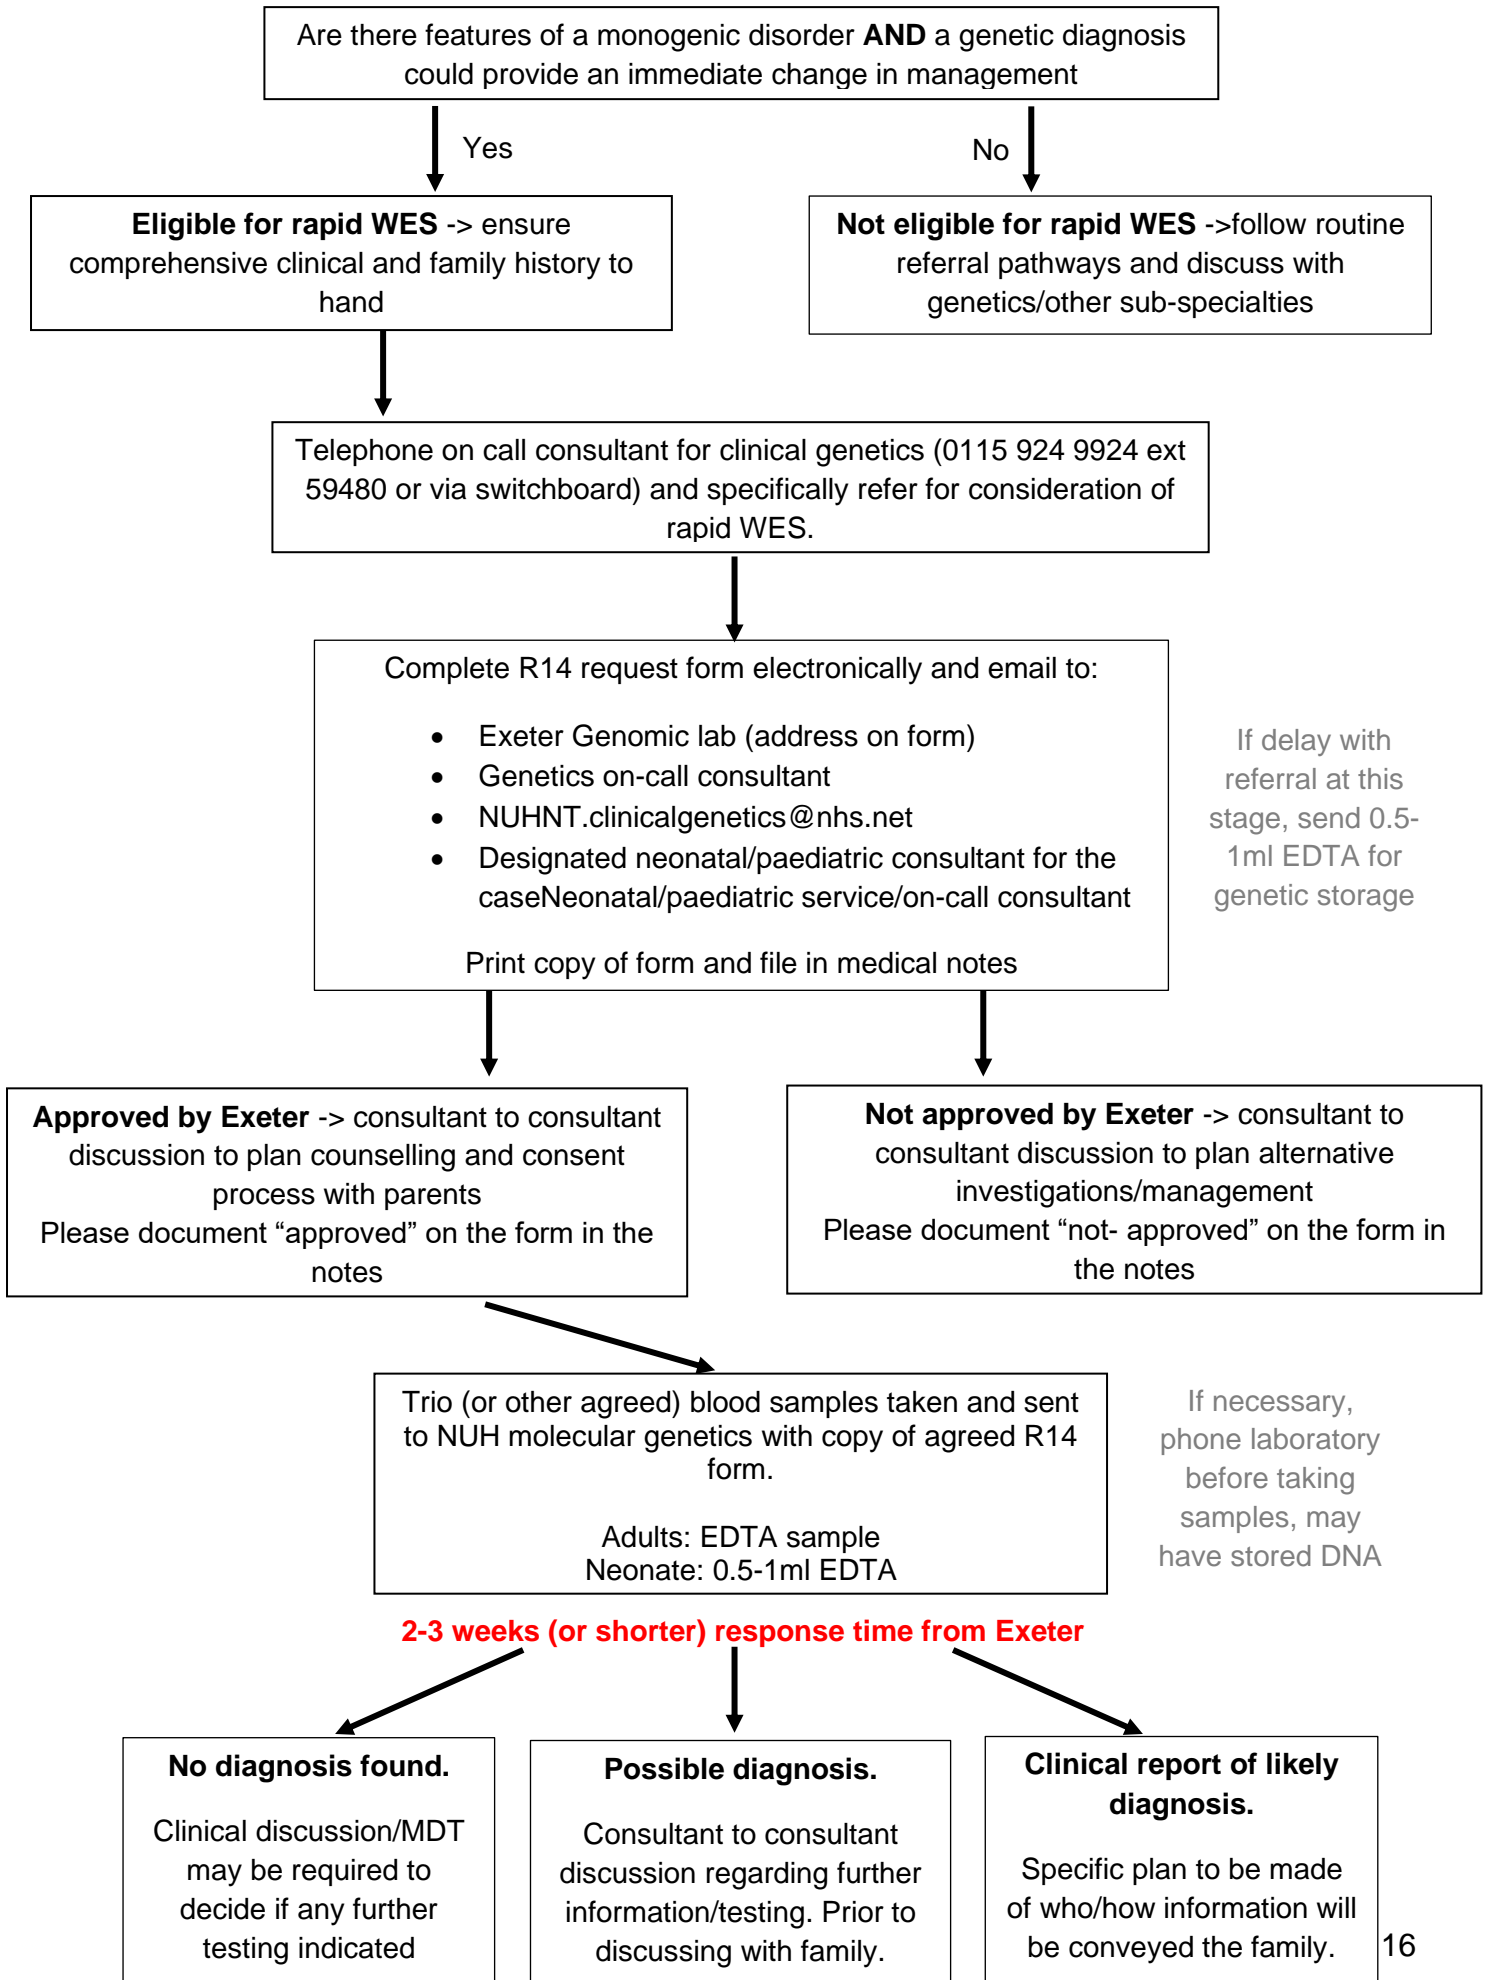 Are there features of a monogenic disorder AND a genetic diagnosis
could provide an immediate change in management
Yes
No
Eligible for rapid WES -> ensure
comprehensive clinical and family history to
hand
Not eligible for rapid WES ->follow routine
referral pathways and discuss with
genetics/other sub-specialties
Telephone on call consultant for clinical genetics (0115 924 9924 ext
59480 or via switchboard) and specifically refer for consideration of
rapid WES.
Complete R14 request form electronically and email to:
• Exeter Genomic lab (address on form)
• Genetics on-call consultant
• NUHNT.clinicalgenetics@nhs.net
• Designated neonatal/paediatric consultant for the
caseNeonatal/paediatric service/on-call consultant
Print copy of form and file in medical notes
If delay with
referral at this
stage, send 0.5-
1ml EDTA for
genetic storage
Approved by Exeter -> consultant to consultant
discussion to plan counselling and consent
process with parents
Please document “approved” on the form in the
notes
Not approved by Exeter -> consultant to
consultant discussion to plan alternative
investigations/management
Please document “not- approved” on the form in
the notes
Trio (or other agreed) blood samples taken and sent
to NUH molecular genetics with copy of agreed R14
form.
Adults: EDTA sample
Neonate: 0.5-1ml EDTA
If necessary,
phone laboratory
before taking
samples, may
have stored DNA
2-3 weeks (or shorter) response time from Exeter
No diagnosis found.
Clinical discussion/MDT
may be required to
decide if any further
testing indicated
Possible diagnosis.
Consultant to consultant
discussion regarding further
information/testing. Prior to
discussing with family.
Clinical report of likely
diagnosis.
Specific plan to be made
of who/how information will
be conveyed the family.
16